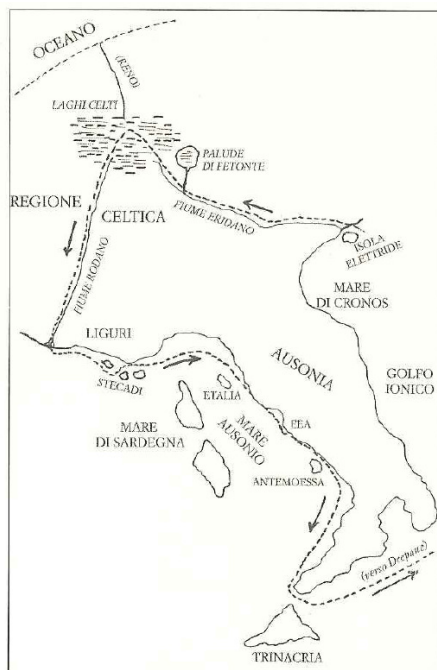 OCEANO
(RENO)
LAGHI CELTI
PALUDE
DI FETONTE
REGIONE
CELTICA
FIUME ERIDANO
ISOLA
ELETTRIDE
FIUME RODANO
MARE
DI CRONOS
LIGURI
STECADI
AUSONIA
GOLFO
IONICO
ETALIA
MARE
DI SARDEGNA
MARE
AUSONIO
EEA
ANTEMOESSA
(verso Drepane)
TRINACRIA